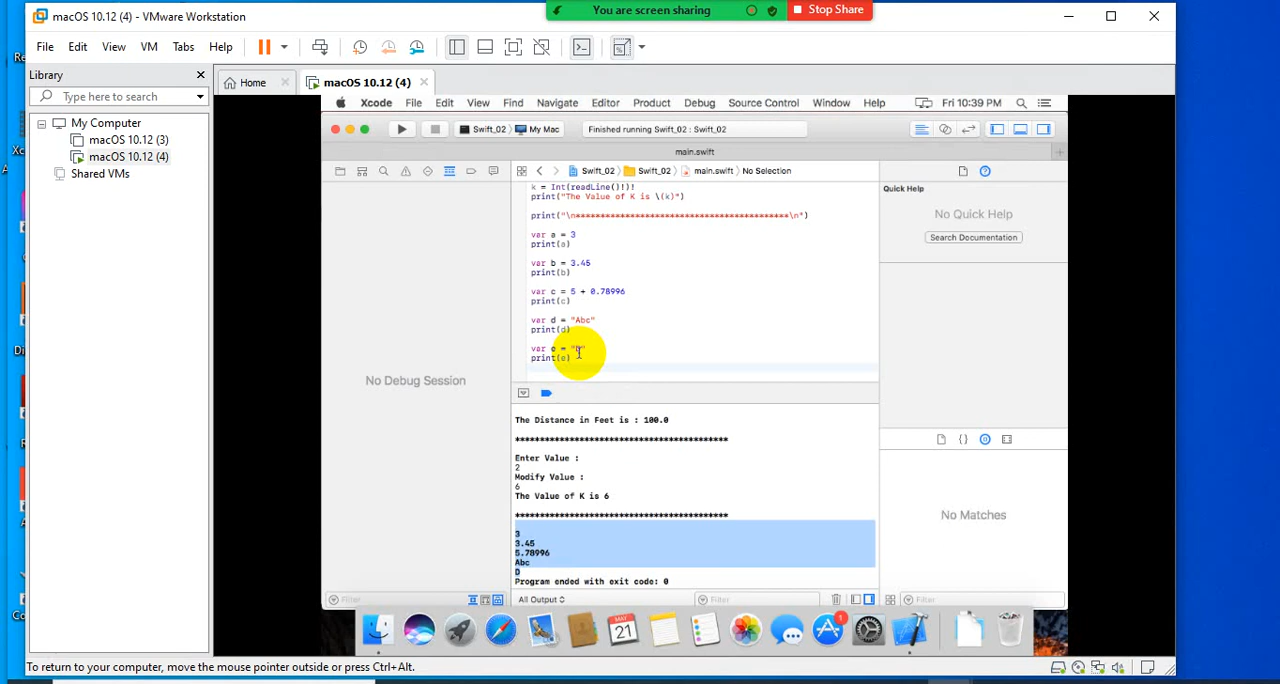 You are screen sharing
Stop Share
macOS 10.12 (4) - VMware Workstation
File Edit View VM Tabs Help
Library
Type here to search
My Computer
macOS 10.12 (3)
macOS 10.12 (4)
Shared VMs
Home
macOS 10.12 (4)
Xcode File Edit View Find Navigate Editor Product Debug Source Control Window Help Fri 10:39 PM
Swift_02 My Mac
Finished running Swift_02 : Swift_02
main.swift
Swift_02 Swift_02 main.swift No Selection
k = Int(readLine()!)!
print("The Value of K is \(k)")
print("\n*******************************************\n")
var a = 3
print(a)
var b = 3.45
print(b)
var c = 5 + 0.78996
print(c)
var d = "Abc"
print(d)
var e = "D"
print(e)
No Debug Session
The Distance in Feet is : 100.0
*******************************************
Enter Value :
2
Modify Value :
6
The Value of K is 6
*******************************************
3
3.45
5.78996
Abc
D
Program ended with exit code: 0
Filter
All Output
Filter
Quick Help
No Quick Help
Search Documentation
No Matches
Filter
MAY
21
1
To return to your computer, move the mouse pointer outside or press Ctrl+Alt.